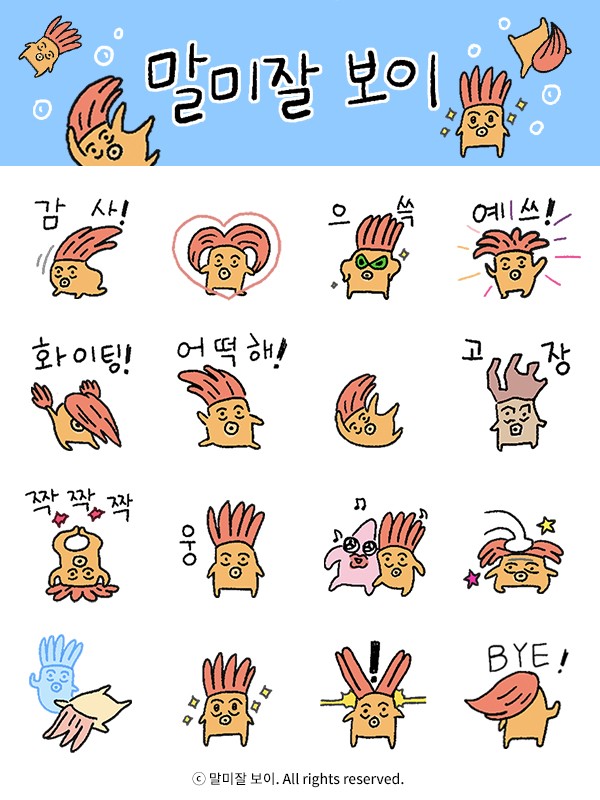 말미잘 보이
감 사!
으 쓱
예쓰!
화이팅!
어떡해!
고 장
짝 짝 짝
웅
!
BYE!
ⓒ 말미잘 보이. All rights reserved.